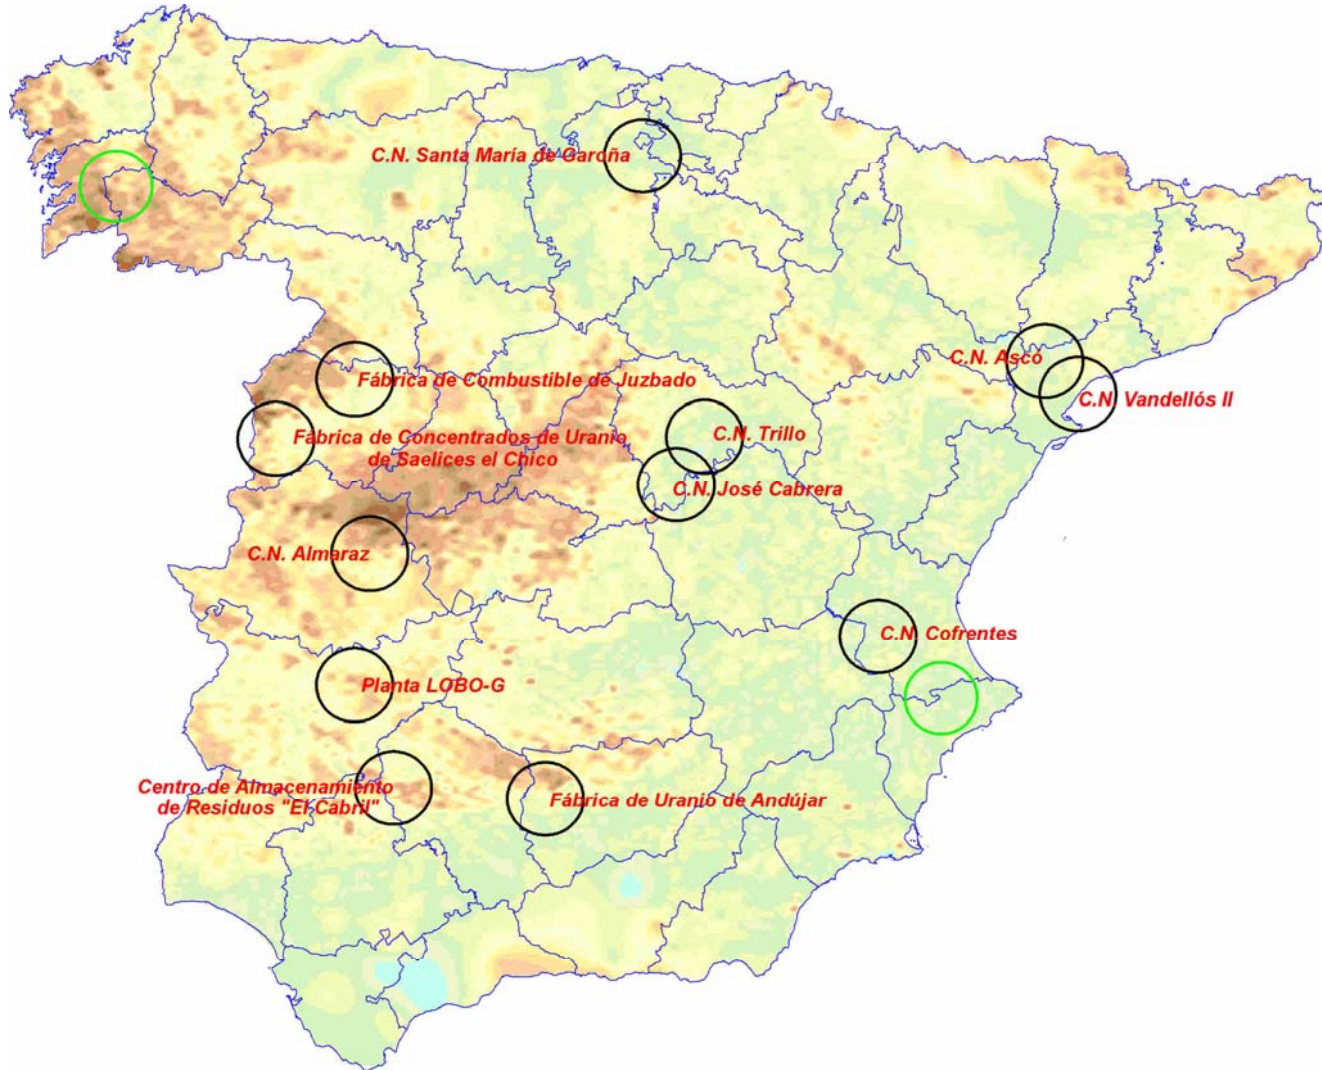 C.N. Santa María de Garoña
C.N. Ascó
Fábrica de Combustible de Juzbado
C.N. Vandellós II
C.N. Trillo
Fábrica de Concentrados de Uranio
de Saelices el Chico
C.N. José Cabrera
C.N. Almaraz
C.N. Cofrentes
Planta LOBO-G
Centro de Almacenamiento
de Residuos "El Cabril"
Fábrica de Uranio de Andújar